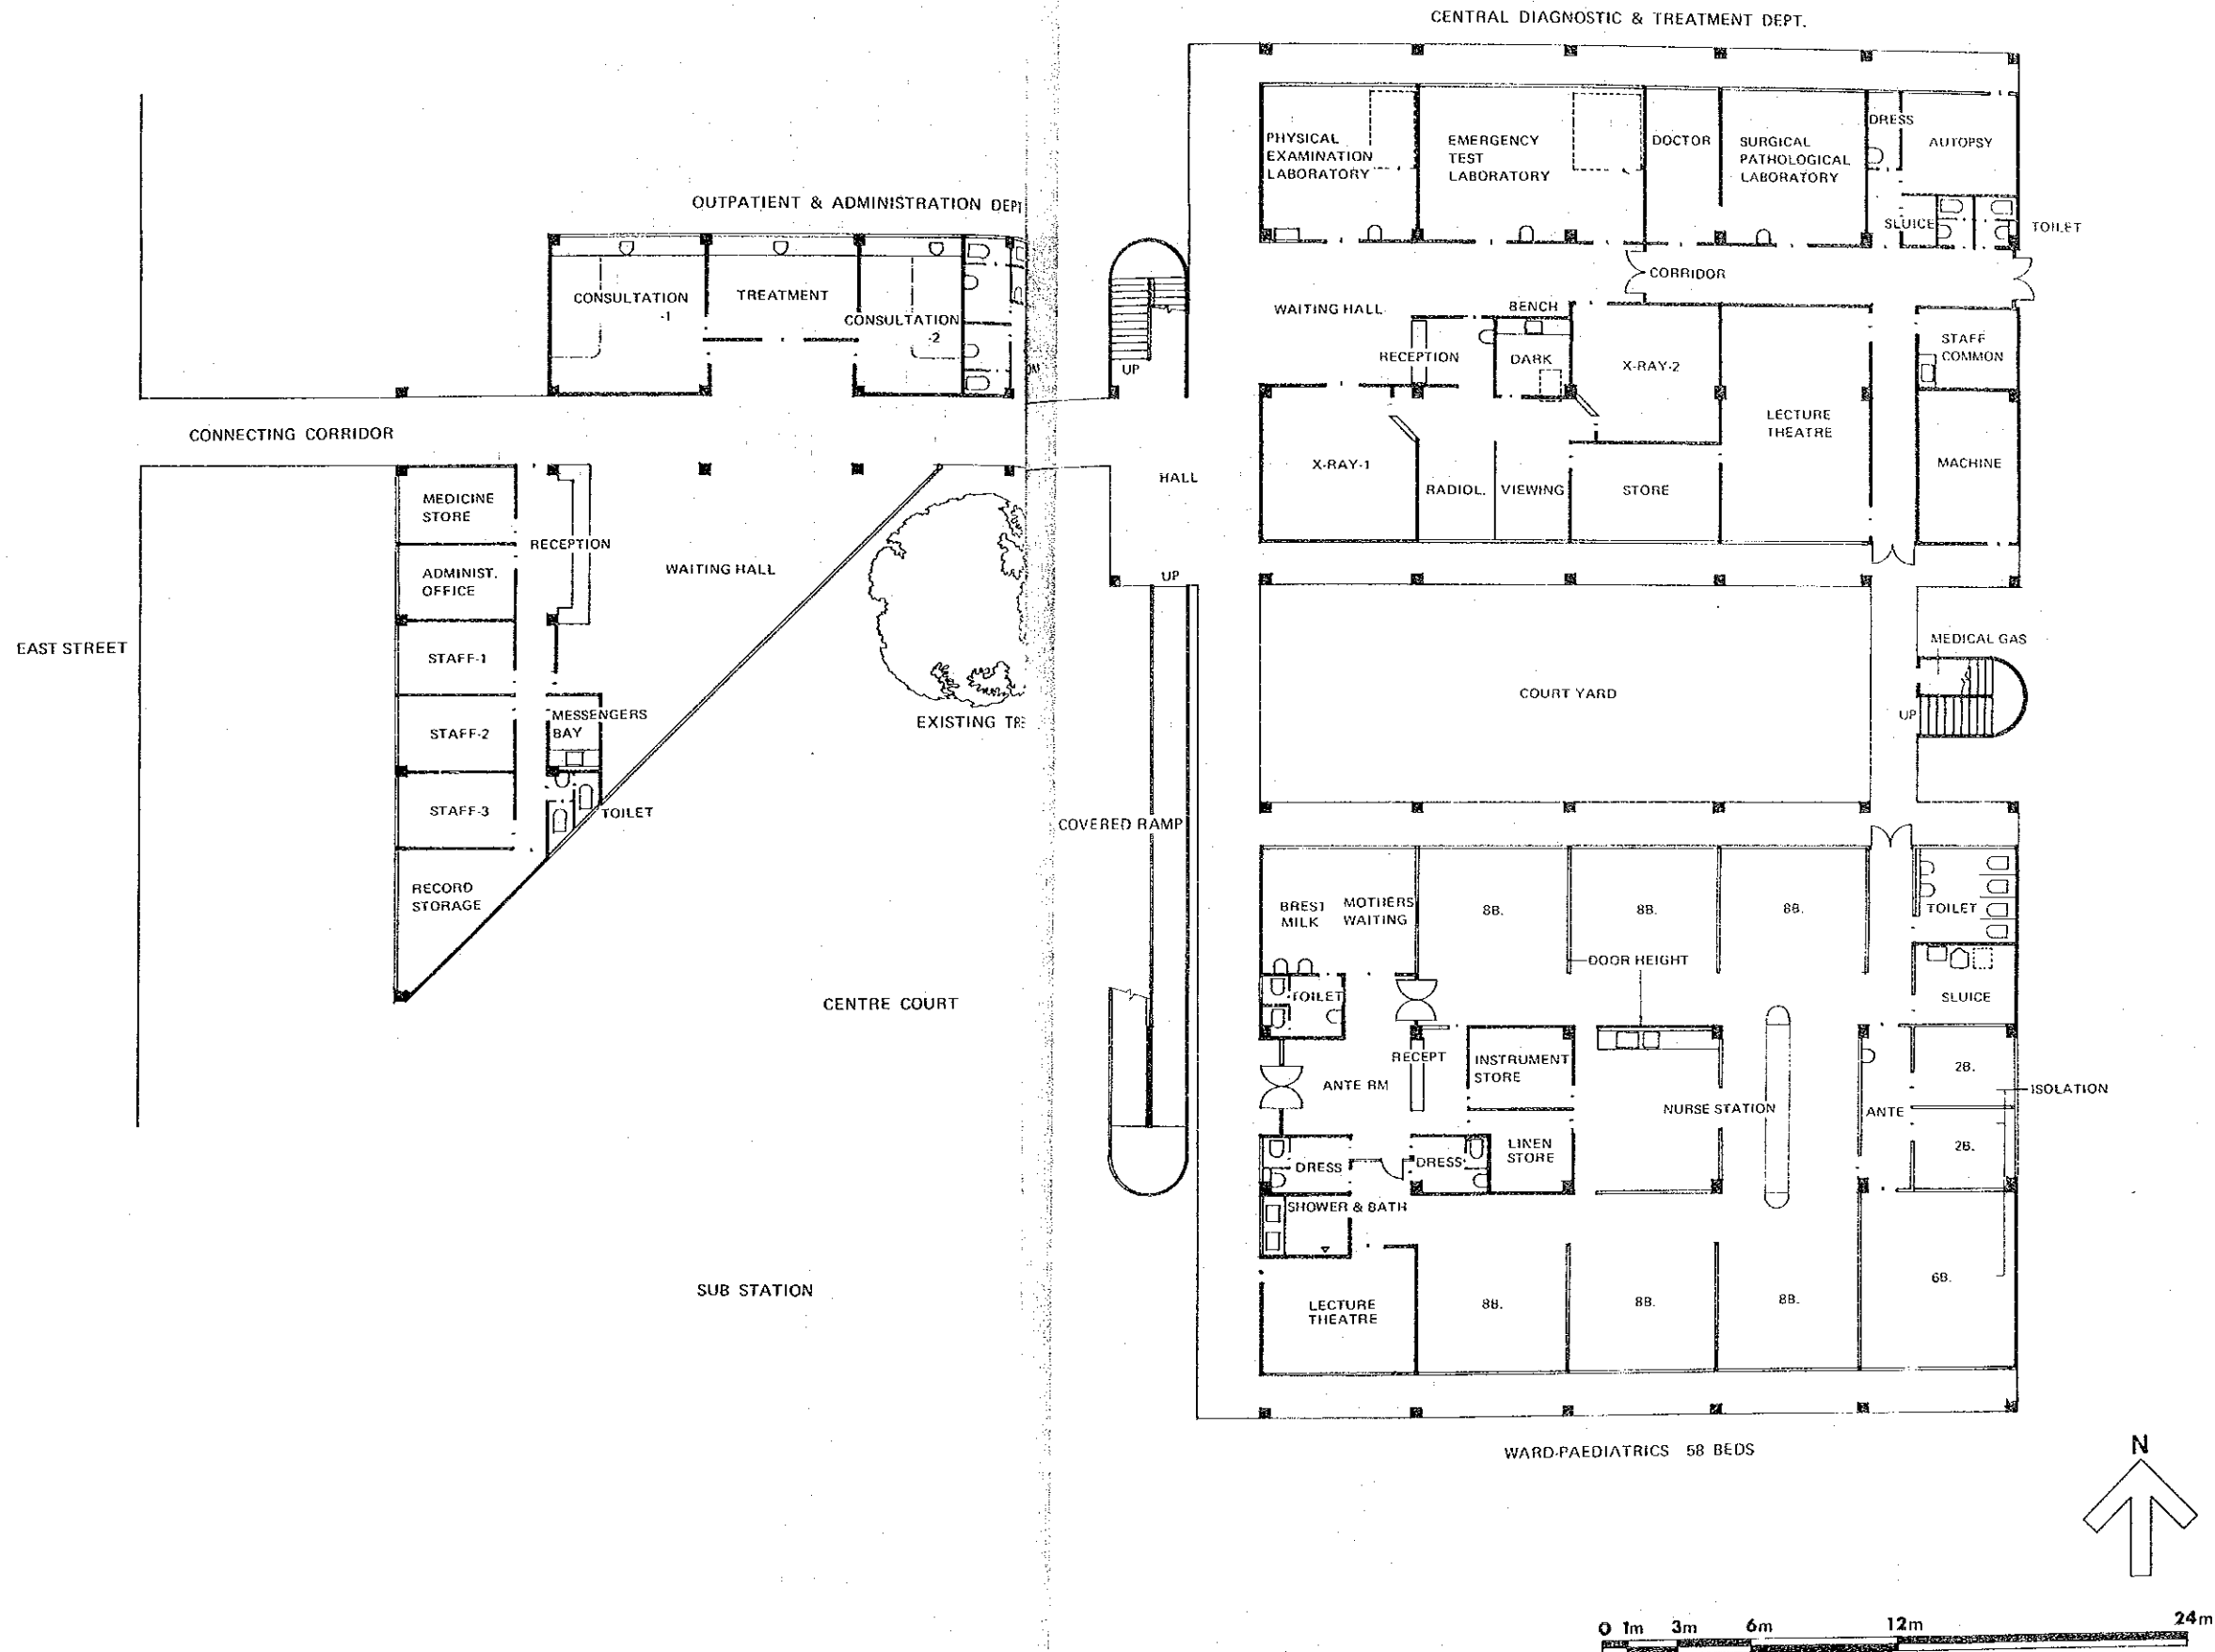 CENTRAL DIAGNOSTIC & TREATMENT DEPT.
PHYSICAL
EXAMINATION
LABORATORY
EMERGENCY
TEST
LABORATORY
DOCTOR
SURGICAL
PATHOLOGICAL
LABORATORY
DRESS
AUTOPSY
SLUICE
TOILET
CORRIDOR
WAITING HALL
BENCH
RECEPTION
DARK
X-RAY-2
STAFF
COMMON
LECTURE
THEATRE
X-RAY-1
RADIOL.
VIEWING
STORE
MACHINE
OUTPATIENT & ADMINISTRATION DEPT
CONSULTATION
-1
TREATMENT
CONSULTATION
-2
UP
CONNECTING CORRIDOR
HALL
UP
MEDICINE
STORE
RECEPTION
ADMINIST.
OFFICE
WAITING HALL
EAST STREET
STAFF-1
STAFF-2
MESSENGERS
BAY
STAFF-3
TOILET
RECORD
STORAGE
EXISTING TRE
COVERED RAMP
COURT YARD
MEDICAL GAS
UP
CENTRE COURT
SUB STATION
BREST
MILK
MOTHERS
WAITING
8B.
8B.
8B.
TOILET
DOOR HEIGHT
TOILET
SLUICE
RECEPT
INSTRUMENT
STORE
ANTE RM
NURSE STATION
ANTE
2B.
ISOLATION
2B.
DRESS
DRESS
LINEN
STORE
SHOWER & BATH
LECTURE
THEATRE
8B.
8B.
8B.
6B.
WARD-PAEDIATRICS 58 BEDS
N
0 1m 3m 6m 12m 24m